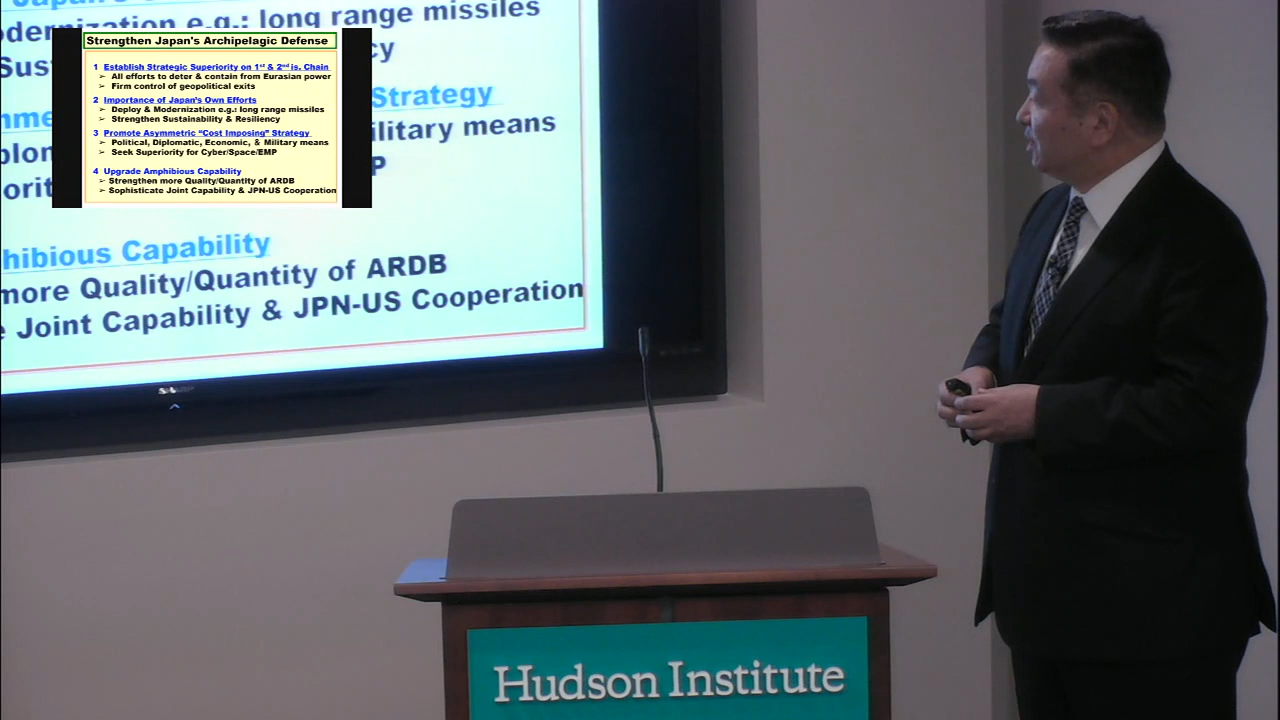 Japan's
odernization e.g.: long range missiles
Sus
cy
nme
Strategy
plom
ilitary means
orit
P
hibious Capability
more Quality/Quantity of ARDB
e Joint Capability & JPN-US Cooperation
Strengthen Japan's Archipelagic Defense
1 Establish Strategic Superiority on 1st & 2nd is. Chain
➢ All efforts to deter & contain from Eurasian power
➢ Firm control of geopolitical exits
2 Importance of Japan's Own Efforts
➢ Deploy & Modernization e.g.: long range missiles
➢ Strengthen Sustainability & Resiliency
3 Promote Asymmetric “Cost Imposing” Strategy
➢ Political, Diplomatic, Economic, & Military means
➢ Seek Superiority for Cyber/Space/EMP
4 Upgrade Amphibious Capability
➢ Strengthen more Quality/Quantity of ARDB
➢ Sophisticate Joint Capability & JPN-US Cooperation
SHARP
Hudson Institute